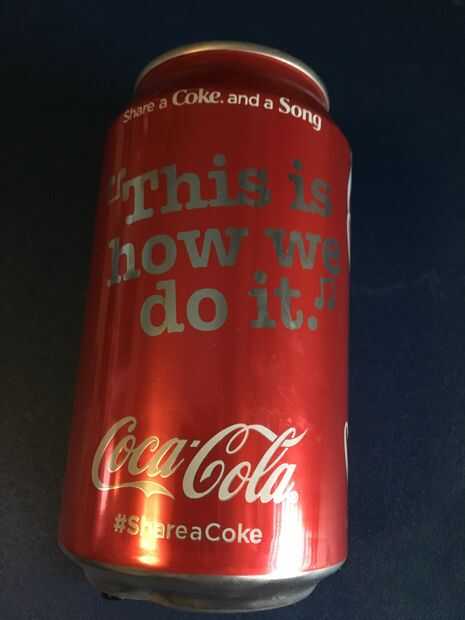 Share a Coke. and a Song
"This is
how we
do it.♫
Coca-Cola®
#ShareaCoke